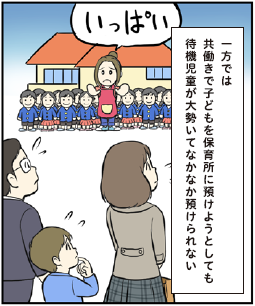 いっぱい
一方では
共働きで子どもを保育所に預けようとしても
待機児童が大勢いてなかなか預けられない